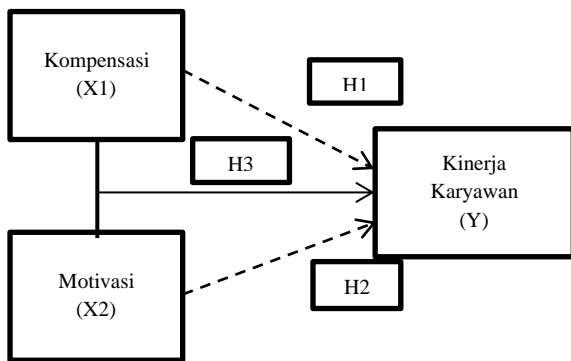 Kompensasi
(X1)
H1
H3
Kinerja
Karyawan
(Y)
Motivasi
(X2)
H2